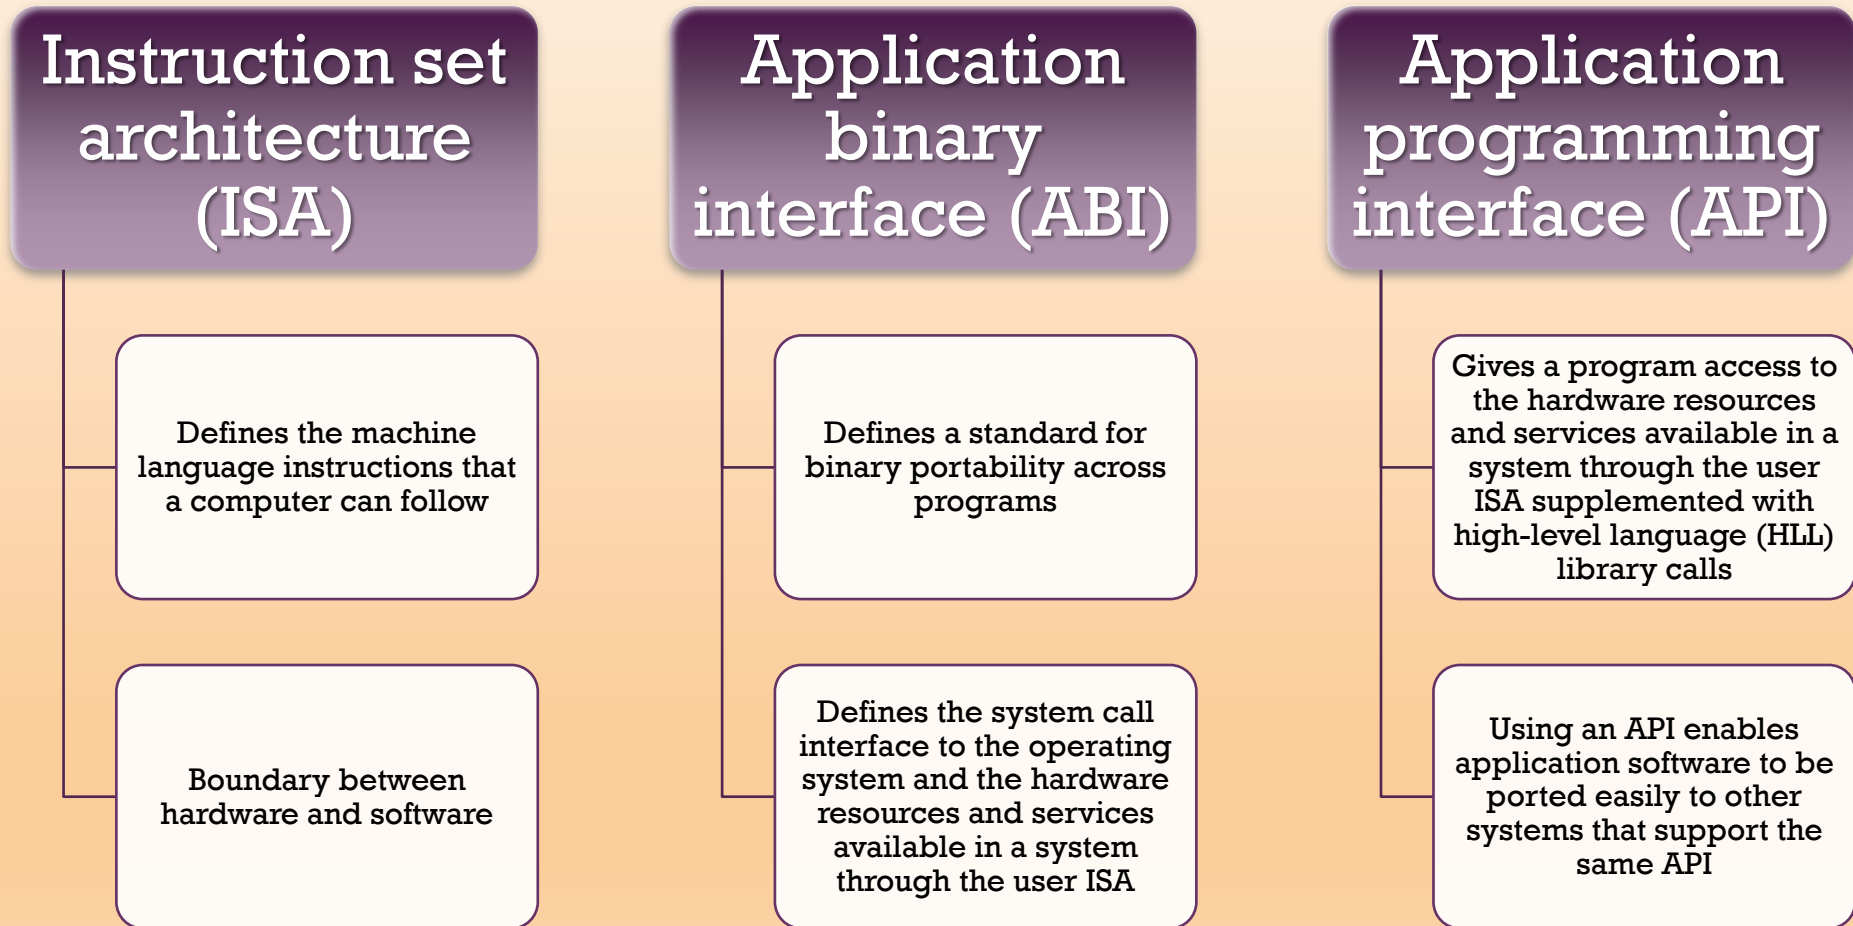 Instruction set
architecture
(ISA)
Defines the machine
language instructions that
a computer can follow
Boundary between
hardware and software
Application
binary
interface (ABI)
Defines a standard for
binary portability across
programs
Defines the system call
interface to the operating
system and the hardware
resources and services
available in a system
through the user ISA
Application
programming
interface (API)
Gives a program access to
the hardware resources
and services available in a
system through the user
ISA supplemented with
high-level language (HLL)
library calls
Using an API enables
application software to be
ported easily to other
systems that support the
same API